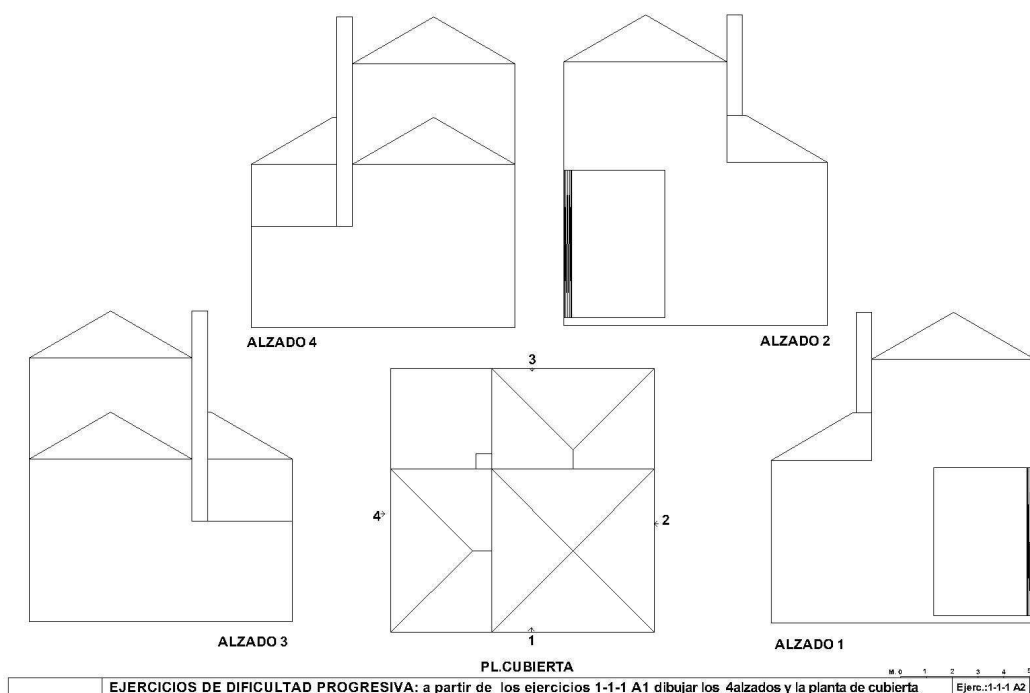 ALZADO 4
ALZADO 2
3
4
2
1
ALZADO 3
ALZADO 1
PL.CUBIERTA
M. 0 1 2 3 4 5
EJERCICIOS DE DIFICULTAD PROGRESIVA: a partir de los ejercicios 1-1-1 A1 dibujar los 4alzados y la planta de cubierta
Ejerc.:1-1-1 A2